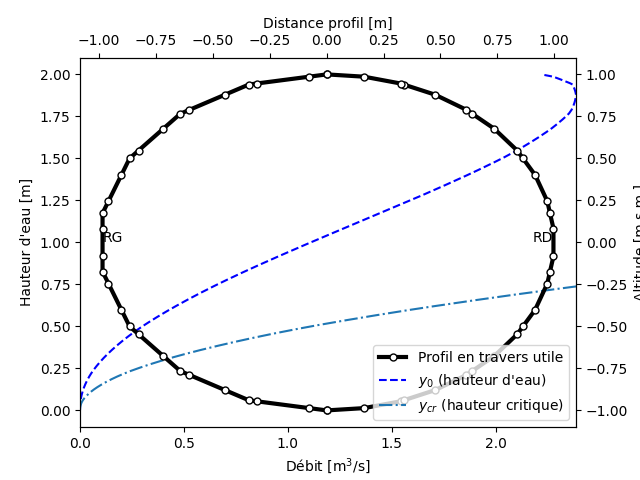 Distance profil [m]
−1.00 −0.75 −0.50 −0.25 0.00 0.25 0.50 0.75 1.00
2.00 1.00
1.75 0.75
1.50 0.50
1.25 0.25
1.00 RG RD 0.00
0.75 −0.25
0.50 −0.50
0.25 −0.75
0.00 −1.00
Hauteur d'eau [m]
Profil en travers utile
y₀ (hauteur d'eau)
y_cr (hauteur critique)
0.0 0.5 1.0 1.5 2.0
Débit [m³/s]